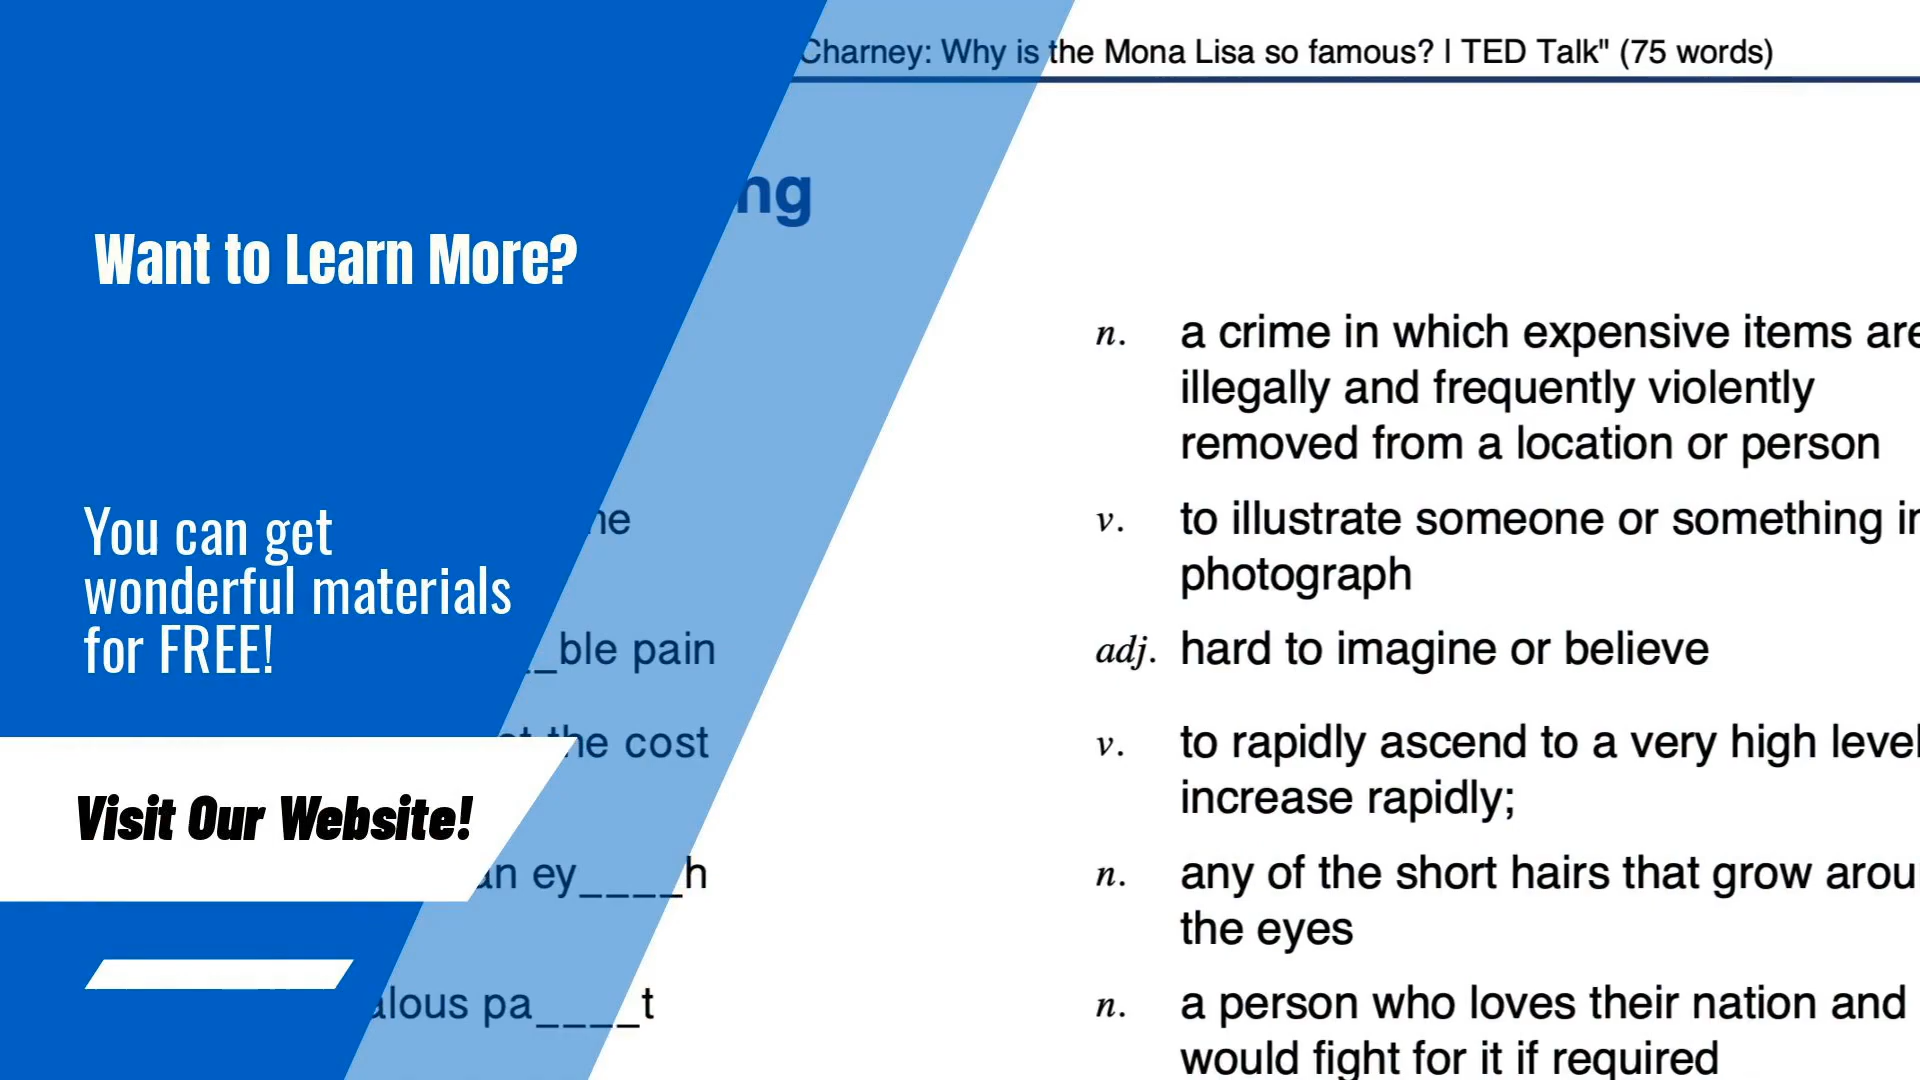 Charney: Why is the Mona Lisa so famous? | TED Talk" (75 words)
ng
Want to Learn More?
n. a crime in which expensive items are
illegally and frequently violently
removed from a location or person
You can get
wonderful materials
for FREE!
v. to illustrate someone or something in
photograph
_ble pain
adj. hard to imagine or believe
the cost
v. to rapidly ascend to a very high level
increase rapidly;
Visit Our Website!
an ey____h
n. any of the short hairs that grow arou
the eyes
alous pa____t
n. a person who loves their nation and
would fight for it if required